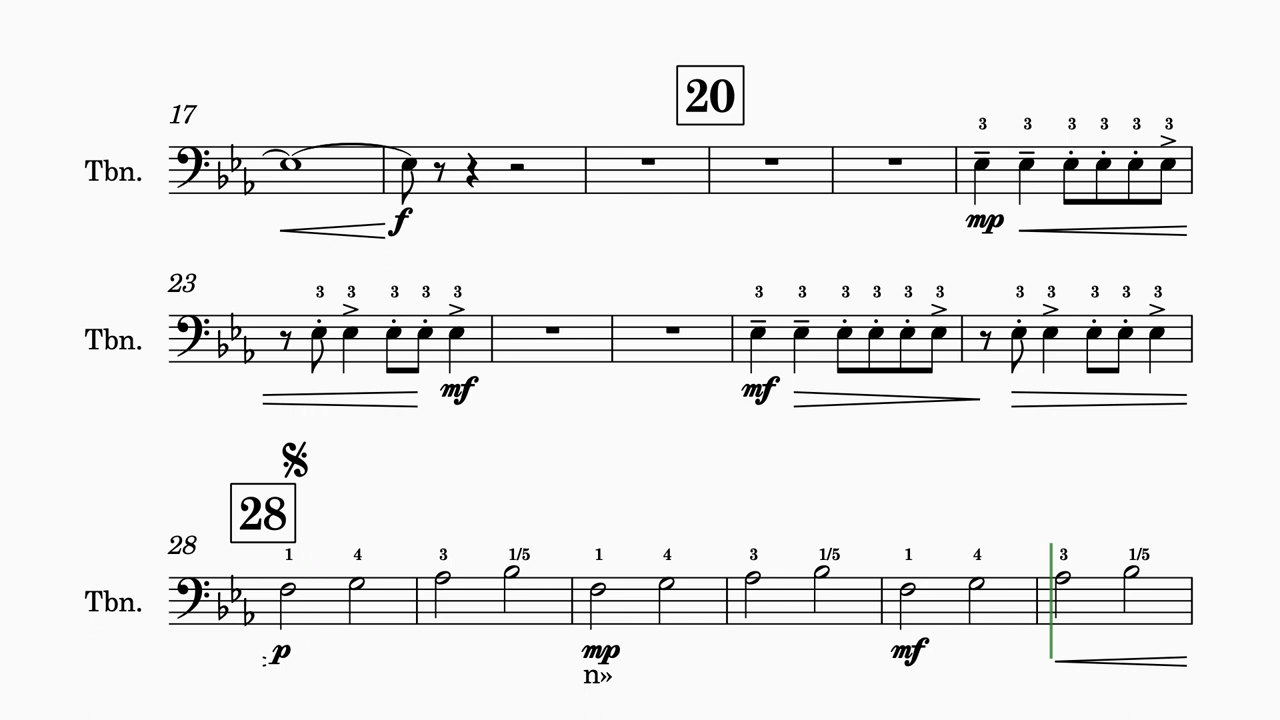 20
17
3 3 3 3 3 3
Tbn.
f mp
23
3 3 3 3 3 3 3 3 3 3 3 3 3 3 3 3
Tbn.
mf mf
28
28
1 4 3 1/5 1 4 3 1/5 1 4 3 1/5
Tbn.
p mp mf
n»